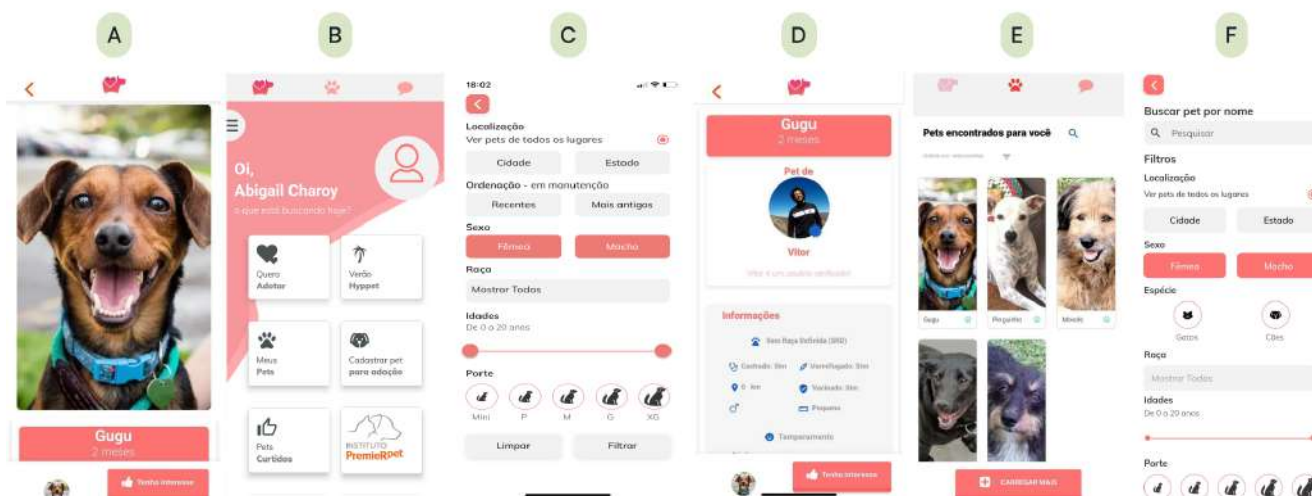 A
B
C
D
E
F
Gugu
2 meses
Tenho interesse
Oi,
Abigail Charoy
o que está buscando hoje?
Quero
Adotar
Verão
Hyppet
Meus
Pets
Cadastrar pet
para adoção
Pets
Curtidos
INSTITUTO
PremieRpet
18:02
Localização
Ver pets de todos os lugares
Cidade Estado
Ordenação - em manutenção
Recentes Mais antigos
Sexo
Fêmea Macho
Raça
Mostrar Todas
Idades
De 0 a 20 anos
Porte
Mini P M G XG
Limpar Filtrar
Gugu
2 meses
Pet de
Vitor
Informações
Sem Raça Definida (SRD)
Castrado: Sim Vermifugado: Sim
0 km Vacinado: Sim
Pequeno
Temperamento
Tenho interesse
Pets encontrados para você
Gugu
CARREGAR MAIS
Buscar pet por nome
Pesquisar
Filtros
Localização
Ver pets de todos os lugares
Cidade Estado
Sexo
Fêmea Macho
Espécie
Gatos Cães
Raça
Mostrar Todas
Idades
De 0 a 20 anos
Porte